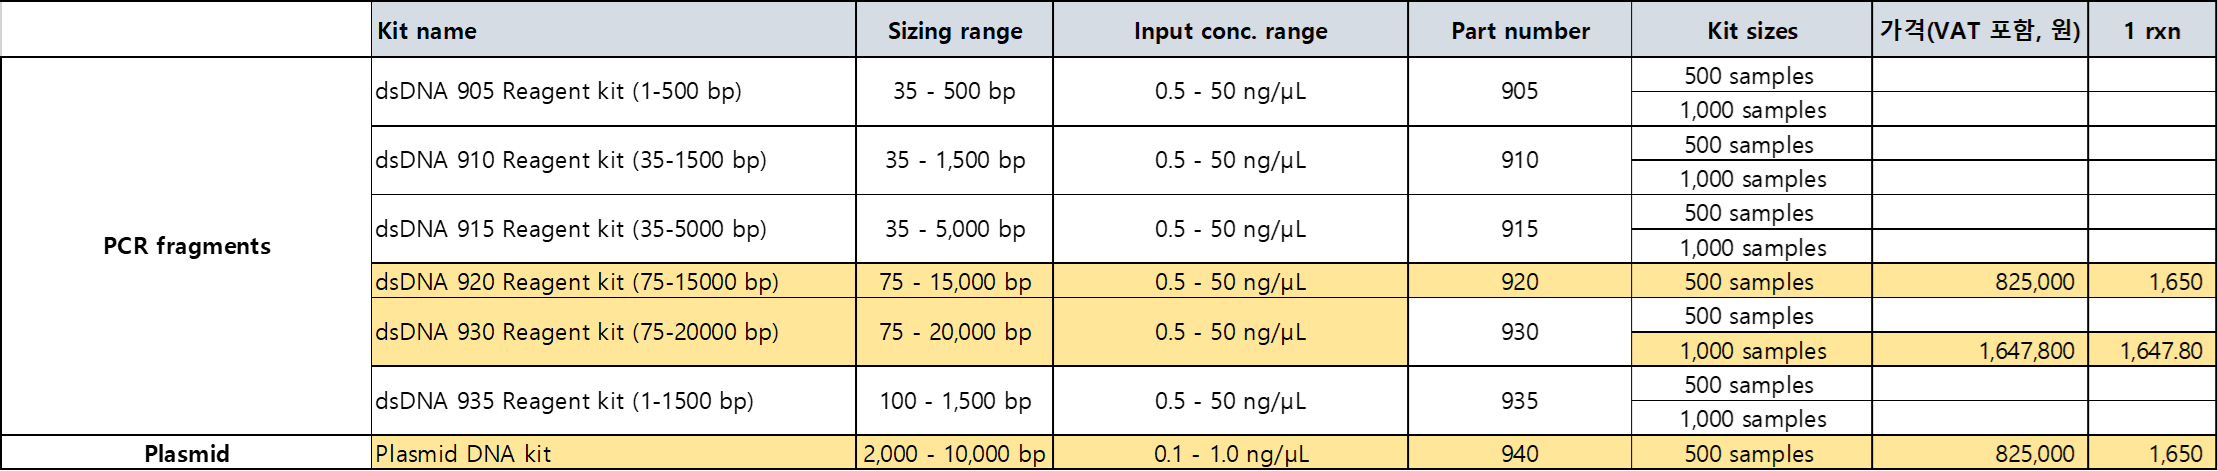 Kit name Sizing range Input conc. range Part number Kit sizes 가격(VAT 포함, 원) 1 rxn
PCR fragments
dsDNA 905 Reagent kit (1-500 bp) 35 - 500 bp 0.5 - 50 ng/µL 905 500 samples
1,000 samples
dsDNA 910 Reagent kit (35-1500 bp) 35 - 1,500 bp 0.5 - 50 ng/µL 910 500 samples
1,000 samples
dsDNA 915 Reagent kit (35-5000 bp) 35 - 5,000 bp 0.5 - 50 ng/µL 915 500 samples
1,000 samples
dsDNA 920 Reagent kit (75-15000 bp) 75 - 15,000 bp 0.5 - 50 ng/µL 920 500 samples 825,000 1,650
dsDNA 930 Reagent kit (75-20000 bp) 75 - 20,000 bp 0.5 - 50 ng/µL 930 500 samples
1,000 samples 1,647,800 1,647.80
dsDNA 935 Reagent kit (1-1500 bp) 100 - 1,500 bp 0.5 - 50 ng/µL 935 500 samples
1,000 samples
Plasmid Plasmid DNA kit 2,000 - 10,000 bp 0.1 - 1.0 ng/µL 940 500 samples 825,000 1,650